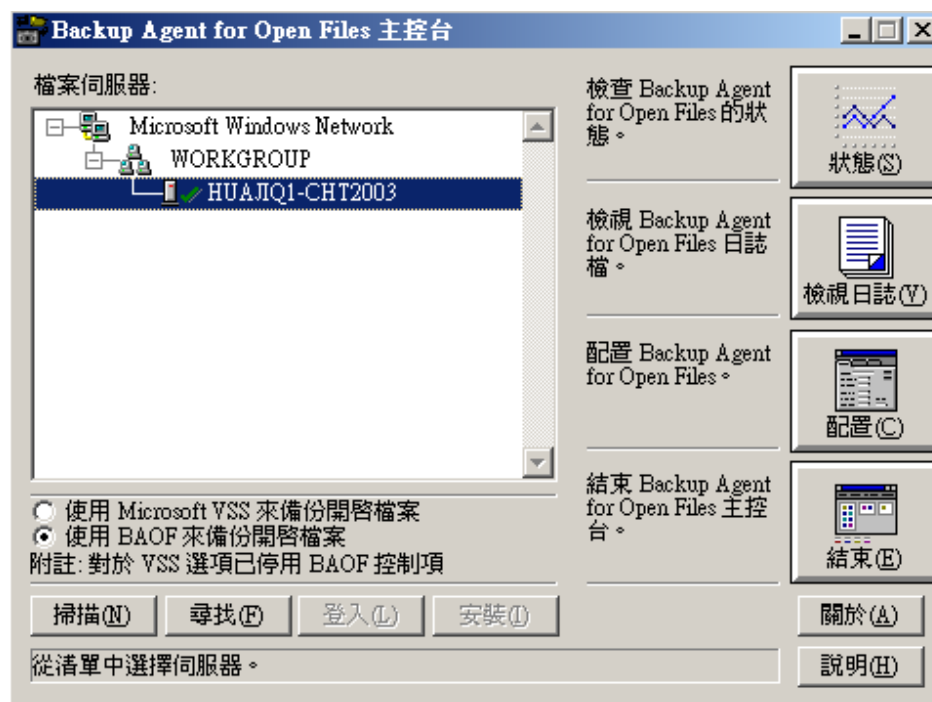 Backup Agent for Open Files 主控台
檔案伺服器:
Microsoft Windows Network
WORKGROUP
HUAJIQ1-CHT2003
使用 Microsoft VSS 來備份開啟檔案
使用 BAOF 來備份開啟檔案
附註: 對於 VSS 選項已停用 BAOF 控制項
掃描(N)
尋找(F)
登入(L)
安裝(I)
從清單中選擇伺服器。
檢查 Backup Agent
for Open Files 的狀
態。
狀態(S)
檢視 Backup Agent
for Open Files 日誌
檔。
檢視日誌(V)
配置 Backup Agent
for Open Files。
配置(C)
結束 Backup Agent
for Open Files 主控
台。
結束(E)
關於(A)
說明(H)